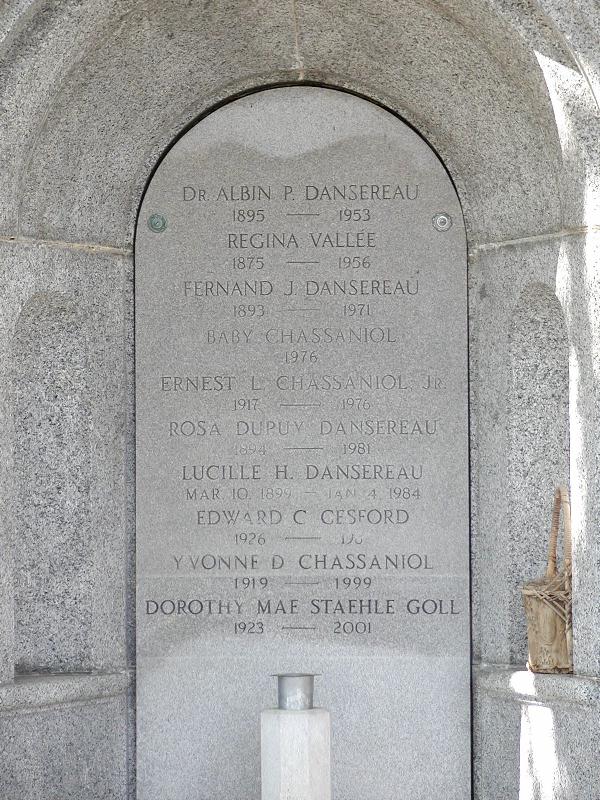 DR. ALBIN P. DANSEREAU
1895 — 1953
REGINA VALLÉE
1875 — 1956
FERNAND J. DANSEREAU
1893 — 1971
BABY CHASSANIOL
1976
ERNEST L. CHASSANIOL, JR.
1917 — 1976
ROSA DUPUY DANSEREAU
1894 — 1981
LUCILLE H. DANSEREAU
MAR. 10, 1899 — JAN. 4, 1984
EDWARD C GESFORD
1926 —
YVONNE D CHASSANIOL
1919 — 1999
DOROTHY MAE STAEHLE GOLL
1923 — 2001